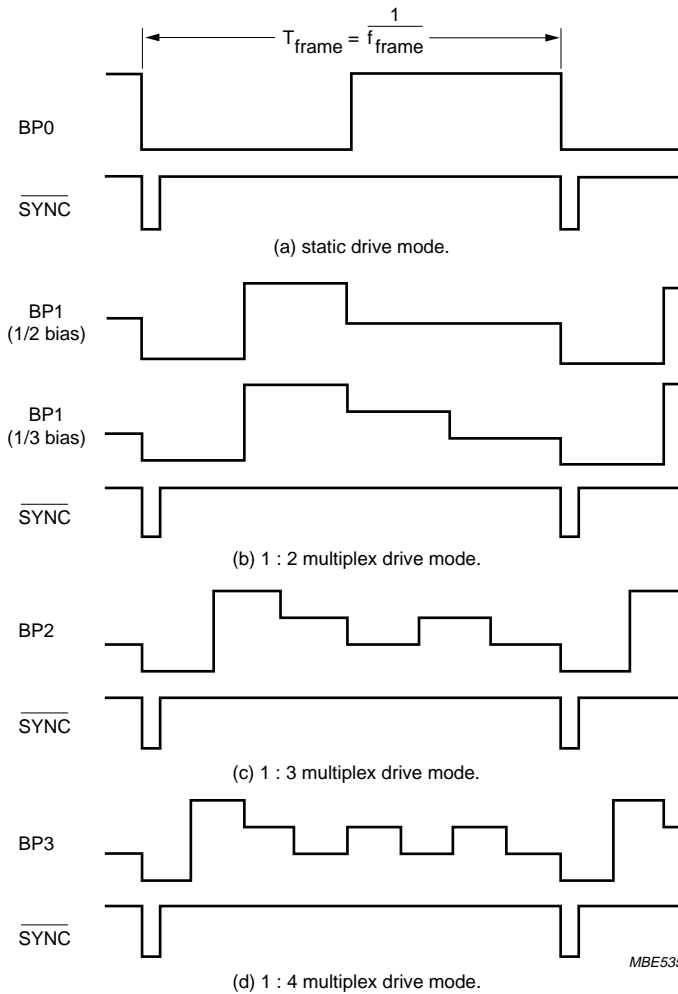 T frame = 1 / f frame
BP0
SYNC
(a) static drive mode.
BP1
(1/2 bias)
BP1
(1/3 bias)
SYNC
(b) 1 : 2 multiplex drive mode.
BP2
SYNC
(c) 1 : 3 multiplex drive mode.
BP3
SYNC
MBE535
(d) 1 : 4 multiplex drive mode.